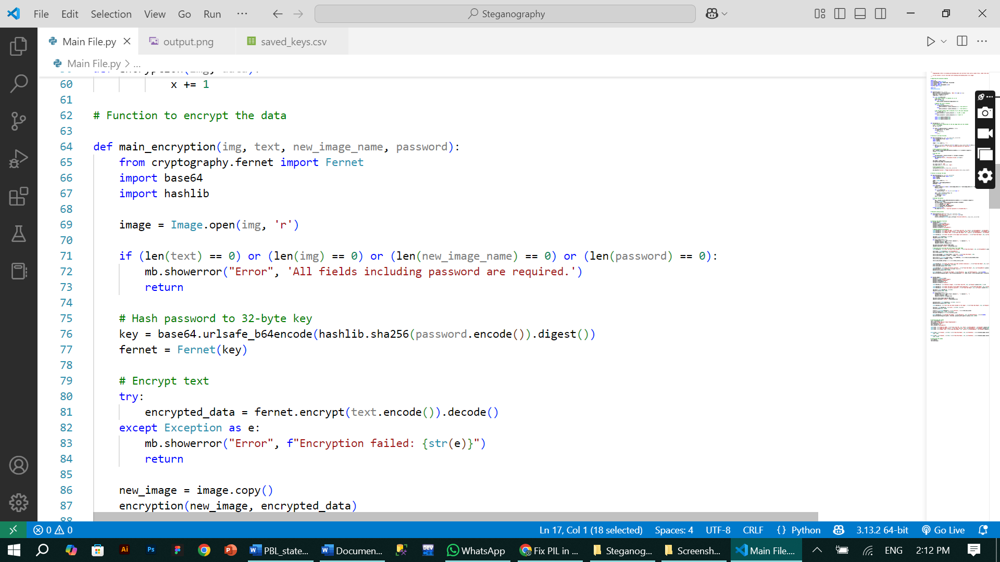 File Edit Selection View Go Run ··· Steganography
Main File.py output.png saved_keys.csv
Main File.py > ...
60 x += 1
61
62 # Function to encrypt the data
63
64 def main_encryption(img, text, new_image_name, password):
65 from cryptography.fernet import Fernet
66 import base64
67 import hashlib
68
69 image = Image.open(img, 'r')
70
71 if (len(text) == 0) or (len(img) == 0) or (len(new_image_name) == 0) or (len(password) == 0):
72 mb.showerror("Error", 'All fields including password are required.')
73 return
74
75 # Hash password to 32-byte key
76 key = base64.urlsafe_b64encode(hashlib.sha256(password.encode()).digest())
77 fernet = Fernet(key)
78
79 # Encrypt text
80 try:
81 encrypted_data = fernet.encrypt(text.encode()).decode()
82 except Exception as e:
83 mb.showerror("Error", f"Encryption failed: {str(e)}")
84 return
85
86 new_image = image.copy()
87 encryption(new_image, encrypted_data)
0 0 Ln 17, Col 1 (18 selected) Spaces: 4 UTF-8 CRLF {} Python 3.13.2 64-bit Go Live
Ai Ps P W PBL_state... W Documen... DEV WhatsApp Fix PIL in ... Steganog... Screensh... Main File.... ENG 2:12 PM